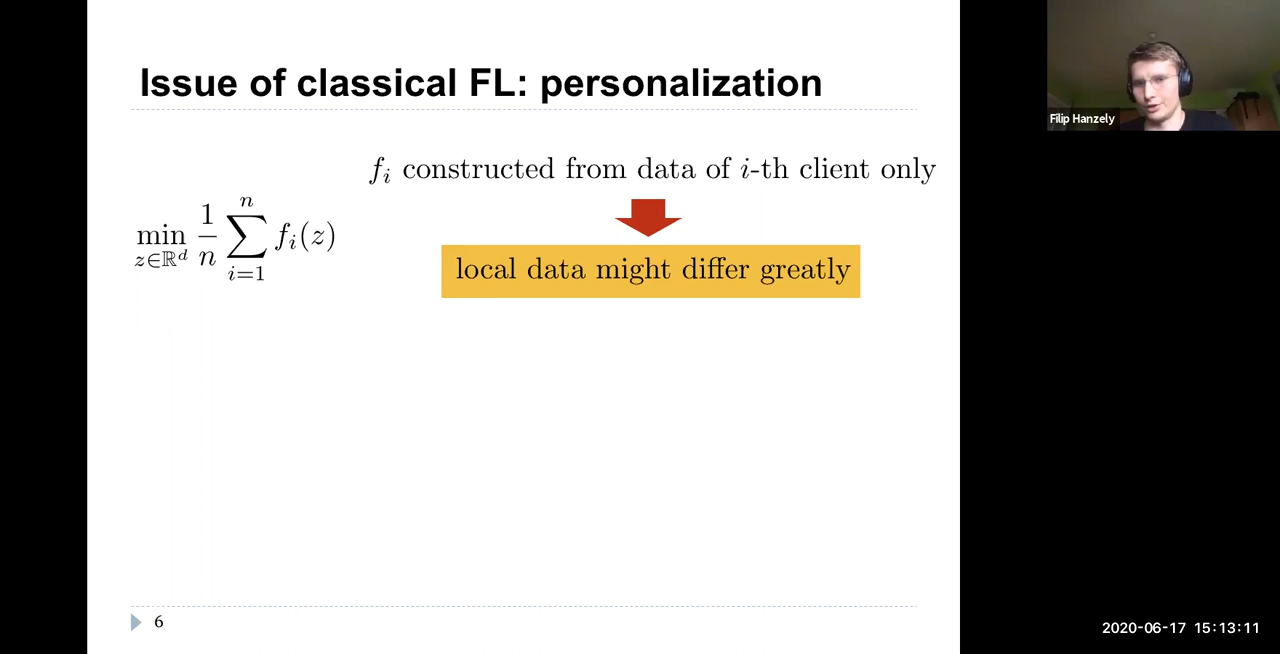 Issue of classical FL: personalization
f_i constructed from data of i-th client only
min_{z∈ℝ^d} 1/n ∑_{i=1}^{n} f_i(z)
local data might differ greatly
6
Filip Hanzely
2020-06-17 15:13:11